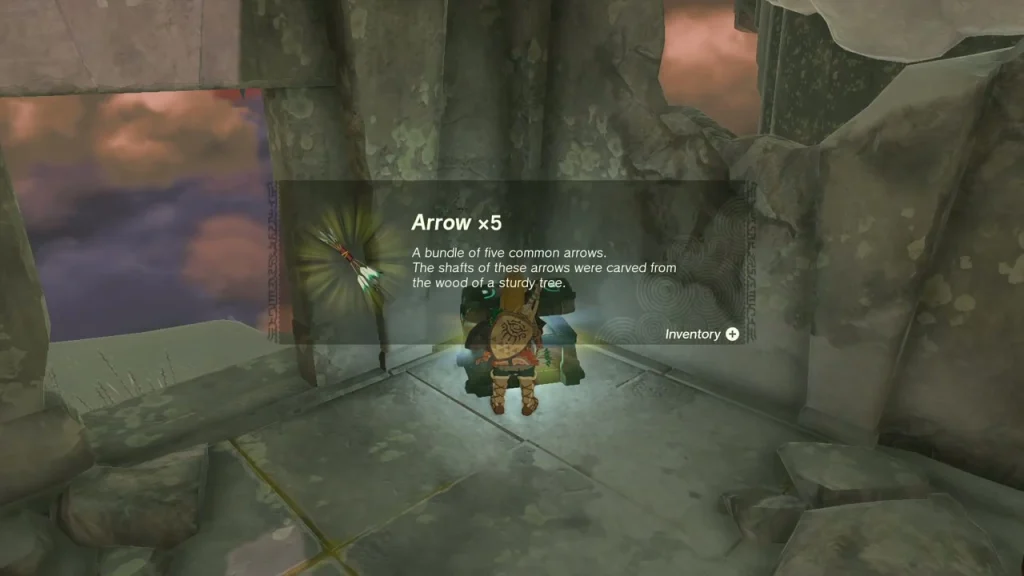 Arrow ×5
A bundle of five common arrows.
The shafts of these arrows were carved from
the wood of a sturdy tree.
Inventory